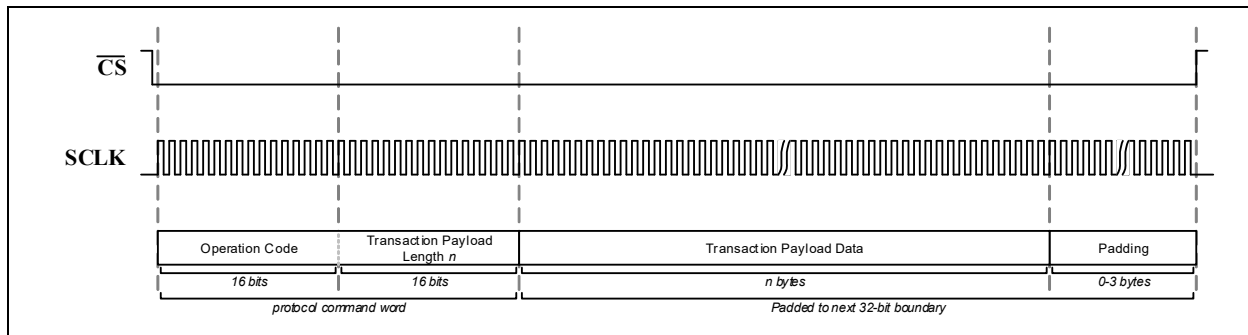 CS
SCLK
Operation Code
Transaction Payload
Length n
Transaction Payload Data
Padding
16 bits
16 bits
n bytes
0-3 bytes
protocol command word
Padded to next 32-bit boundary